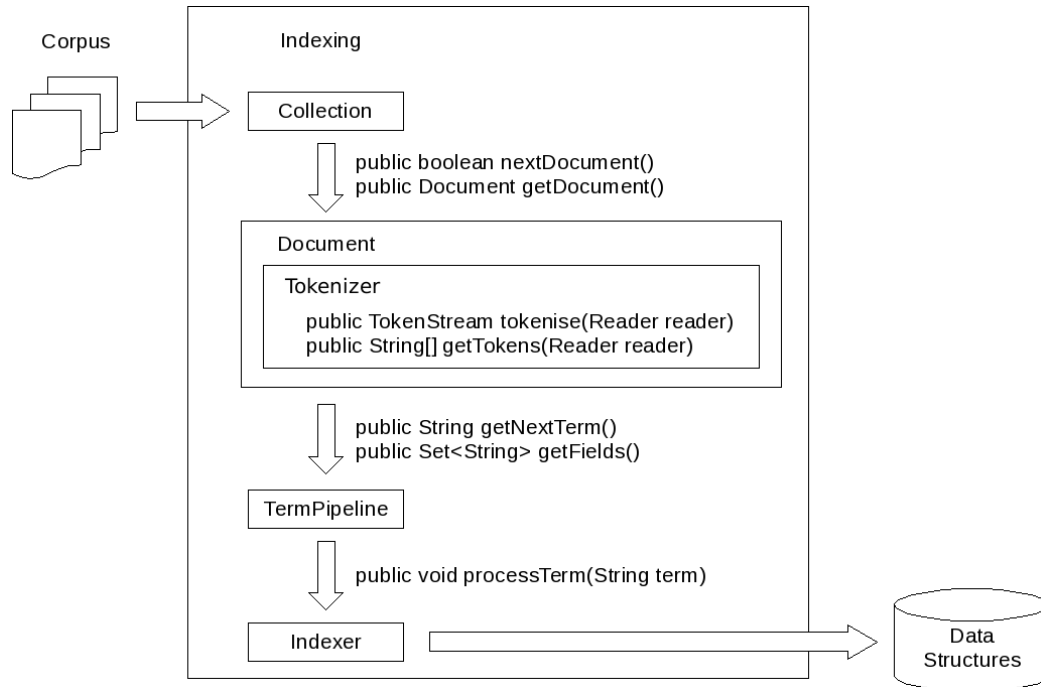 Corpus
Indexing
Collection
public boolean nextDocument()
public Document getDocument()
Document
Tokenizer
public TokenStream tokenise(Reader reader)
public String[] getTokens(Reader reader)
public String getNextTerm()
public Set<String> getFields()
TermPipeline
public void processTerm(String term)
Indexer
Data
Structures